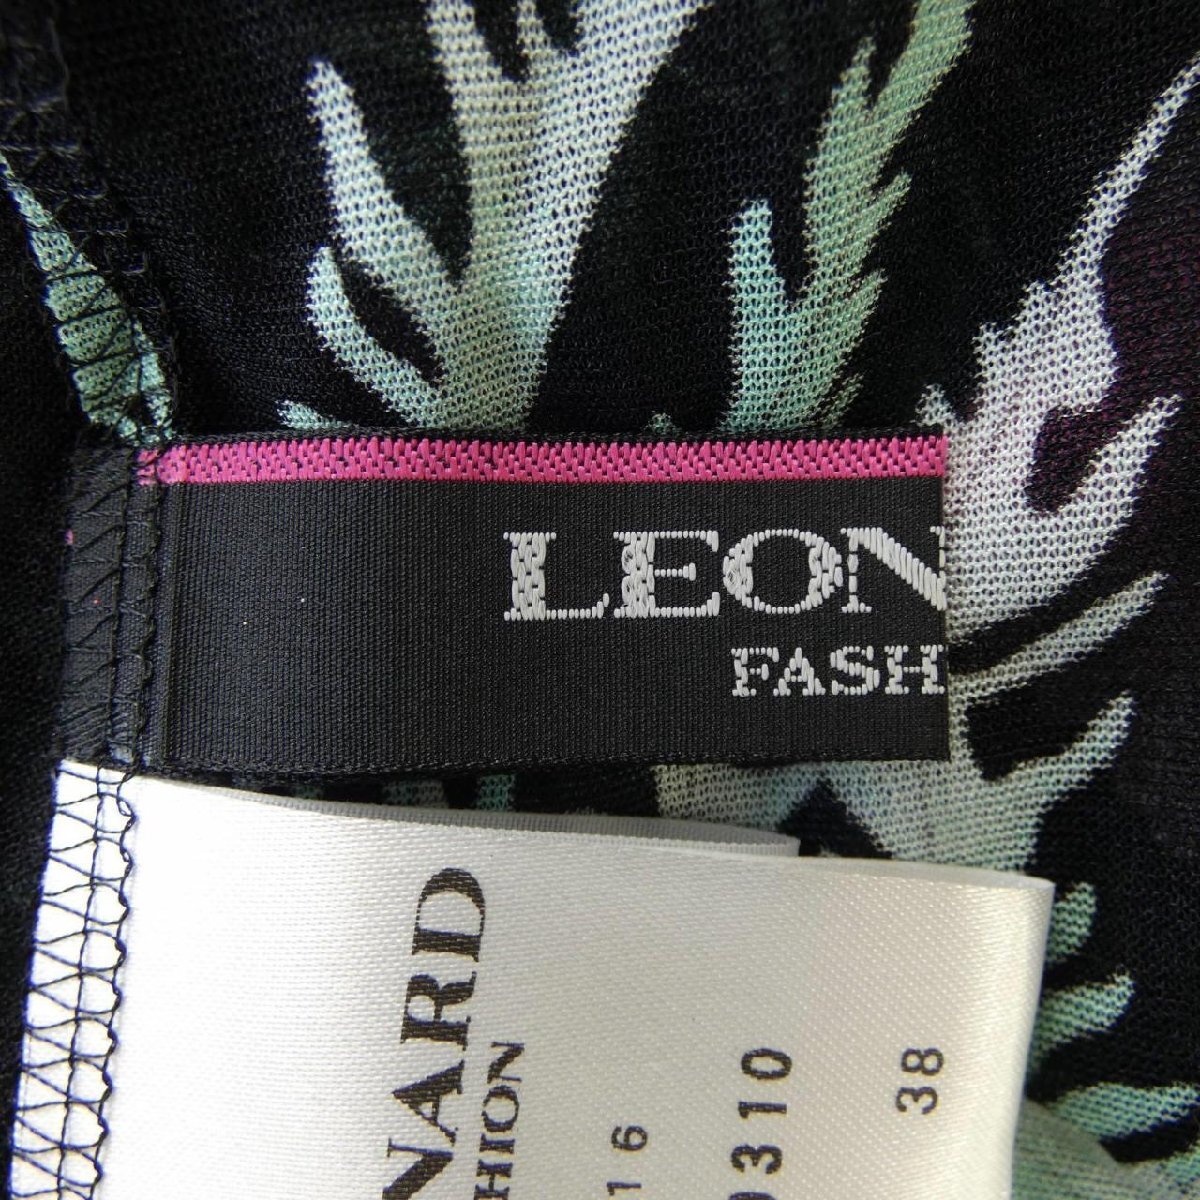 LEON
FASH
NARD
HION
16
0310
38